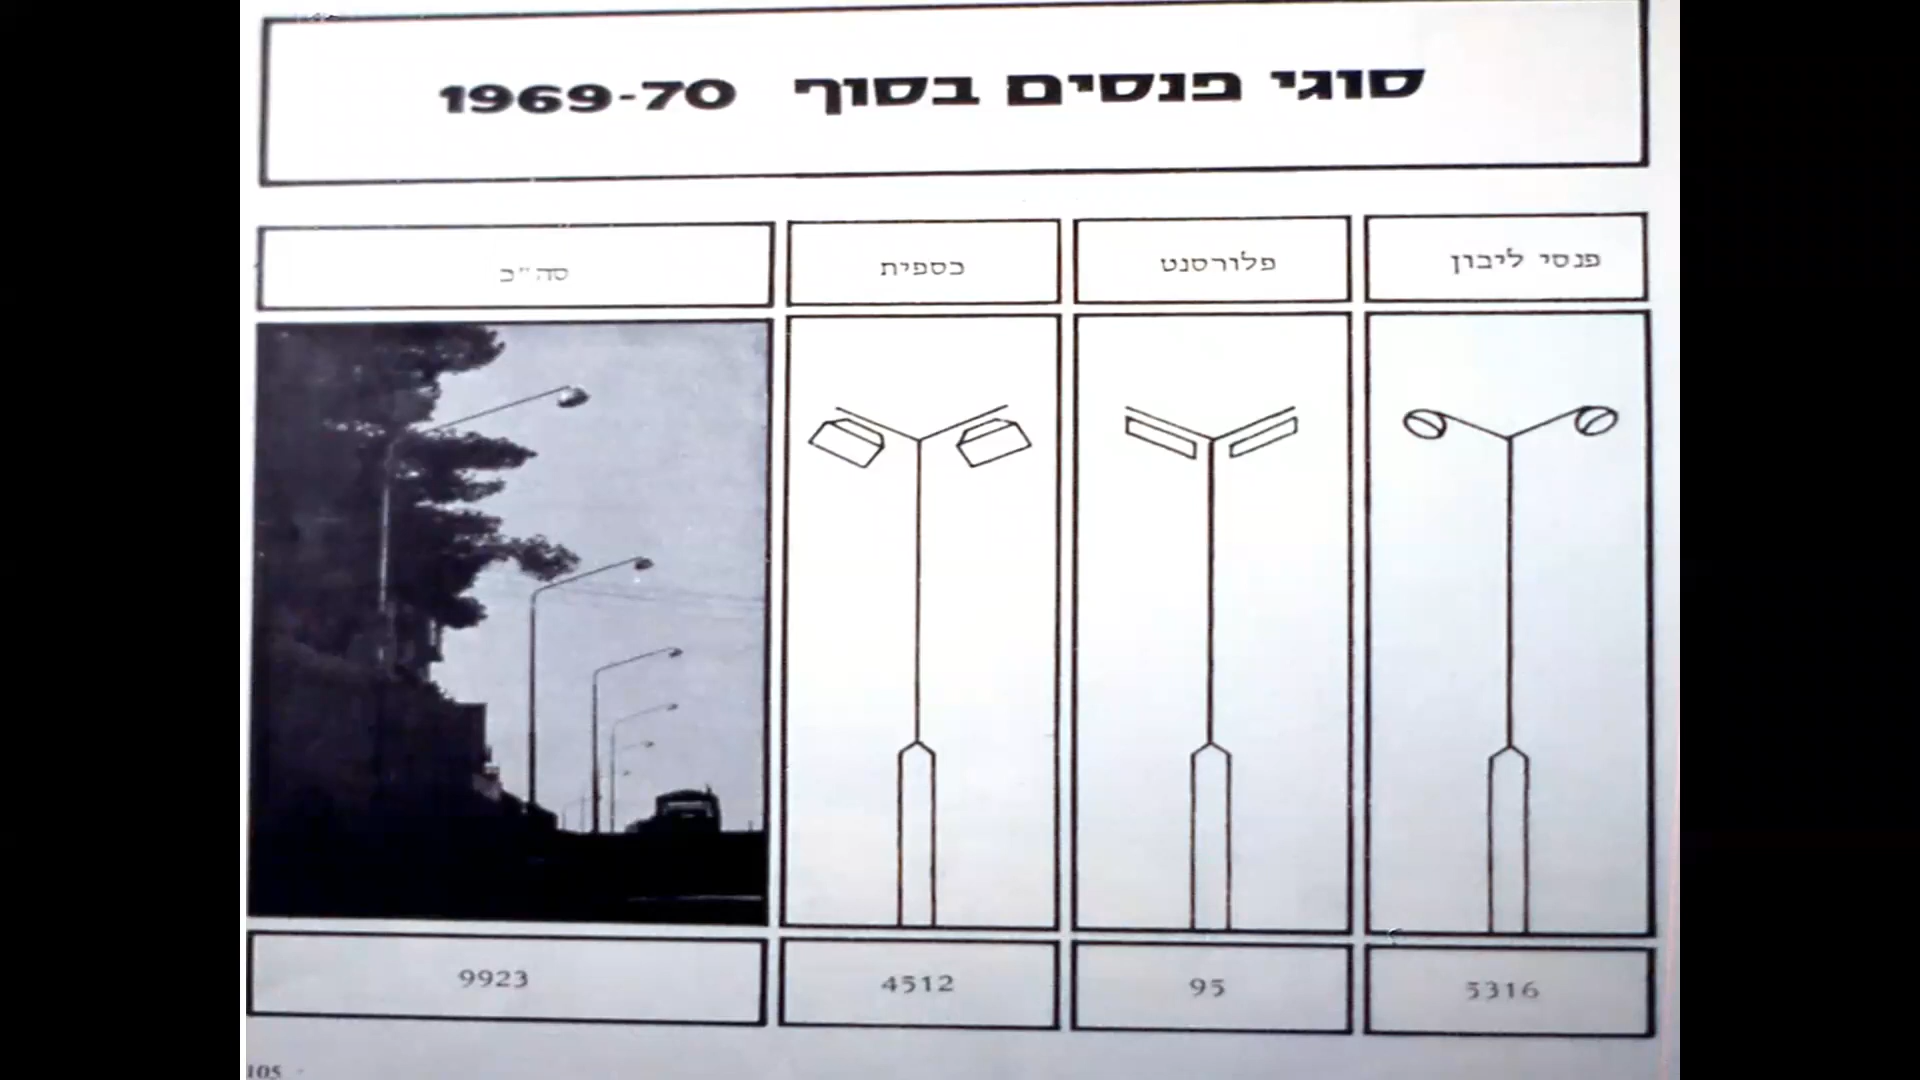 סוגי פנסים בסוף 1969-70
פנסי ליבון
פלורסנט
כספית
סה"כ
5316
95
4512
9923
105